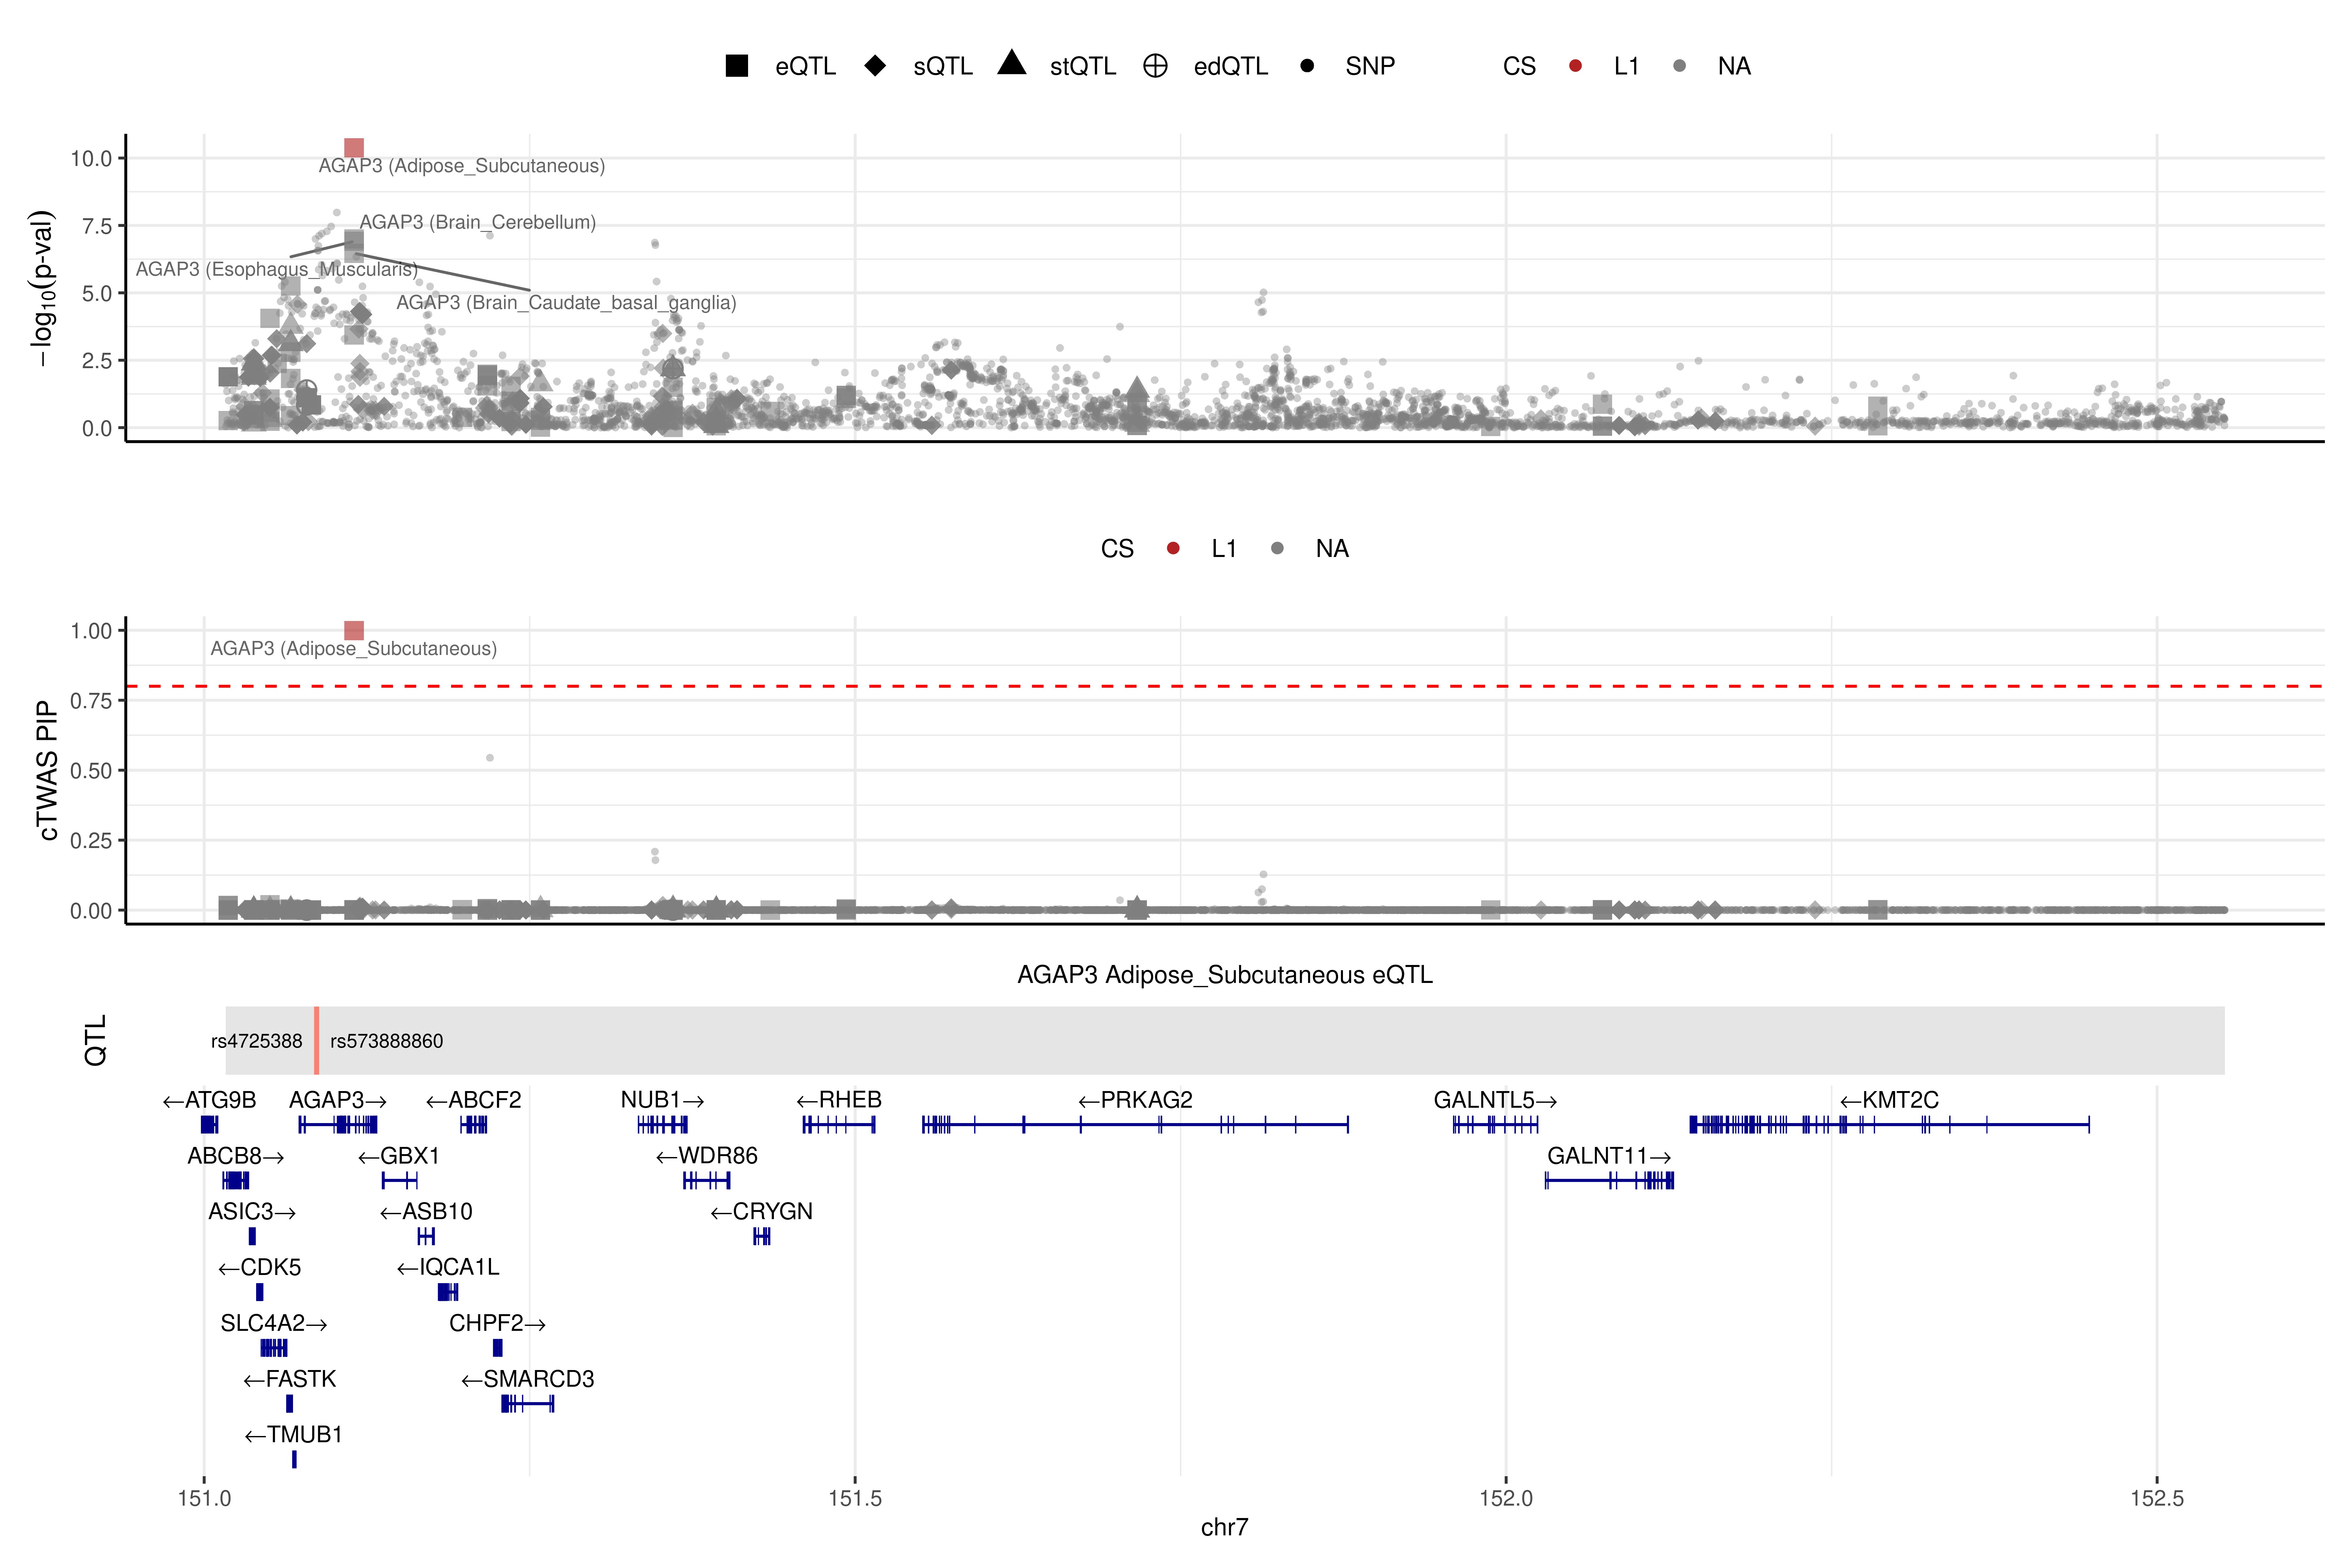 eQTL sQTL stQTL edQTL SNP CS L1 NA
−log10(p-val)
10.0
7.5
5.0
2.5
0.0
AGAP3 (Adipose_Subcutaneous)
AGAP3 (Brain_Cerebellum)
AGAP3 (Esophagus_Muscularis)
AGAP3 (Brain_Caudate_basal_ganglia)
CS L1 NA
cTWAS PIP
1.00
0.75
0.50
0.25
0.00
AGAP3 (Adipose_Subcutaneous)
AGAP3 Adipose_Subcutaneous eQTL
QTL
rs4725388 rs573888860
←ATG9B AGAP3→ ←ABCF2 NUB1→ ←RHEB ←PRKAG2 GALNTL5→ ←KMT2C
ABCB8→ ←GBX1 ←WDR86 GALNT11→
ASIC3→ ←ASB10 ←CRYGN
←CDK5 ←IQCA1L
SLC4A2→ CHPF2→
←FASTK ←SMARCD3
←TMUB1
151.0 151.5 152.0 152.5
chr7